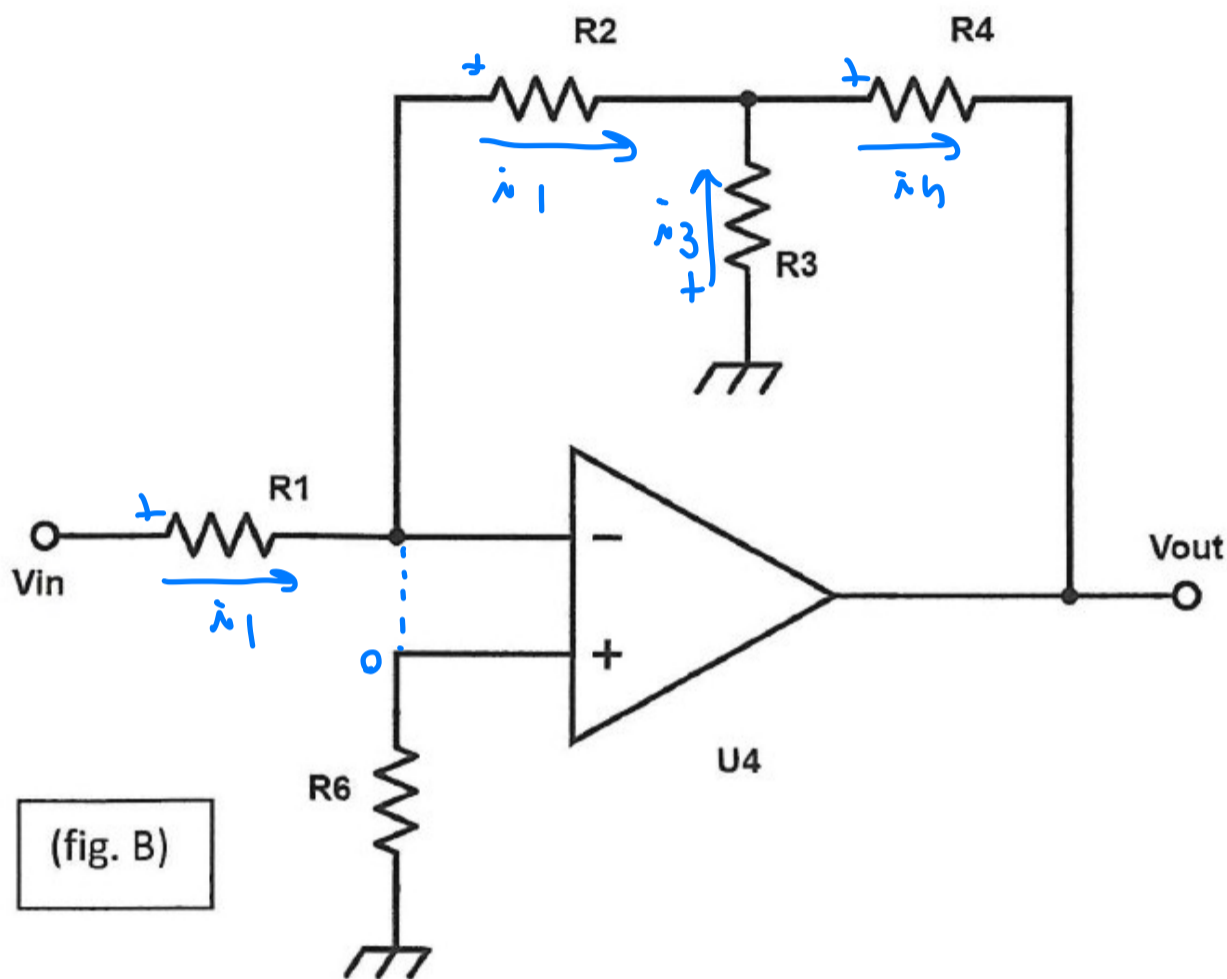 R2
R4
+
+
i1
i3
i4
+
R3
R1
+
Vin
i1
−
0
+
Vout
U4
R6
(fig. B)